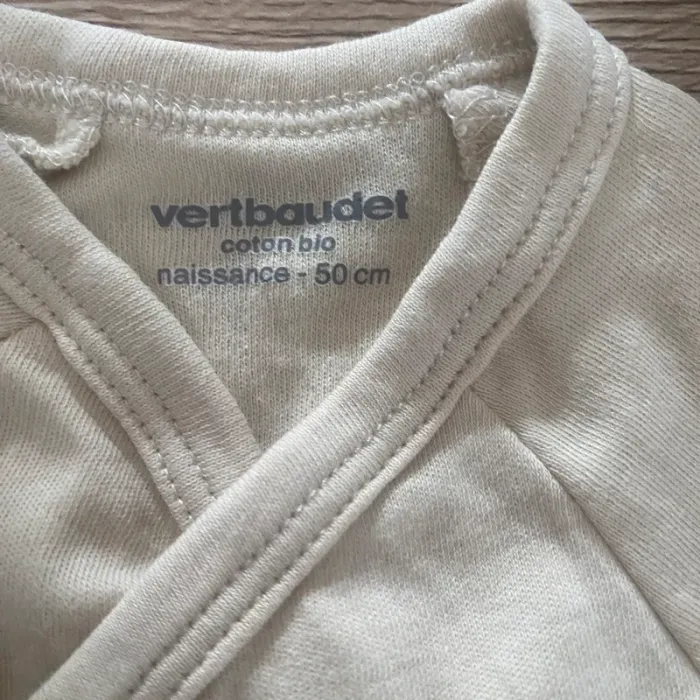 vertbaudet
coton bio
naissance - 50 cm